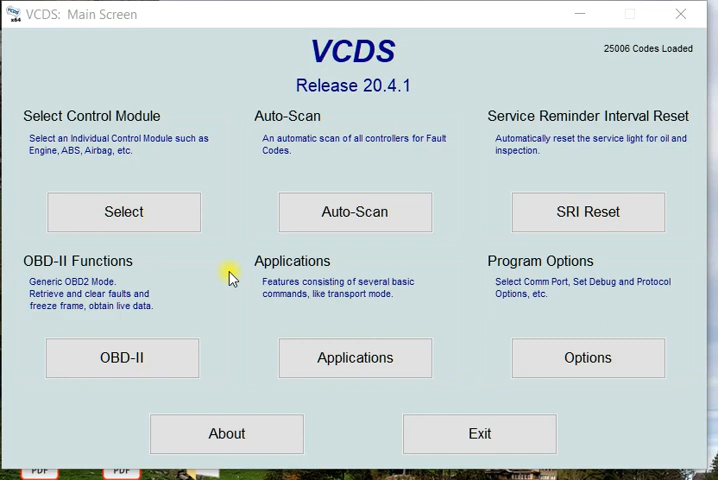 VCDS: Main Screen
VCDS
x64
VCDS
25006 Codes Loaded
Release 20.4.1
Select Control Module
Select an Individual Control Module such as
Engine, ABS, Airbag, etc.
Select
Auto-Scan
An automatic scan of all controllers for Fault
Codes.
Auto-Scan
Service Reminder Interval Reset
Automatically reset the service light for oil and
inspection.
SRI Reset
OBD-II Functions
Generic OBD2 Mode.
Retrieve and clear faults and
freeze frame, obtain live data.
OBD-II
Applications
Features consisting of several basic
commands, like transport mode.
Applications
Program Options
Select Comm Port, Set Debug and Protocol
Options, etc.
Options
About
Exit
PDF
PDF